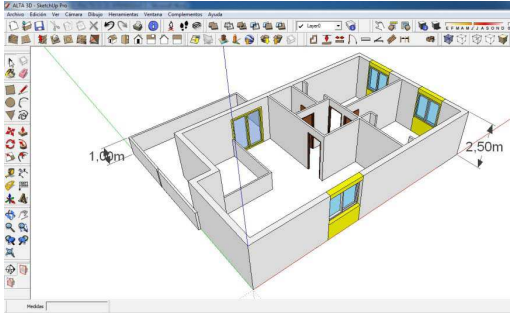 ALTA 3D - SketchUp Pro
Archivo Edición Ver Cámara Dibujo Herramientas Ventana Complementos Ayuda
Layer0
E F M A M J J A S O N D
1,00m
2,50m
Medidas